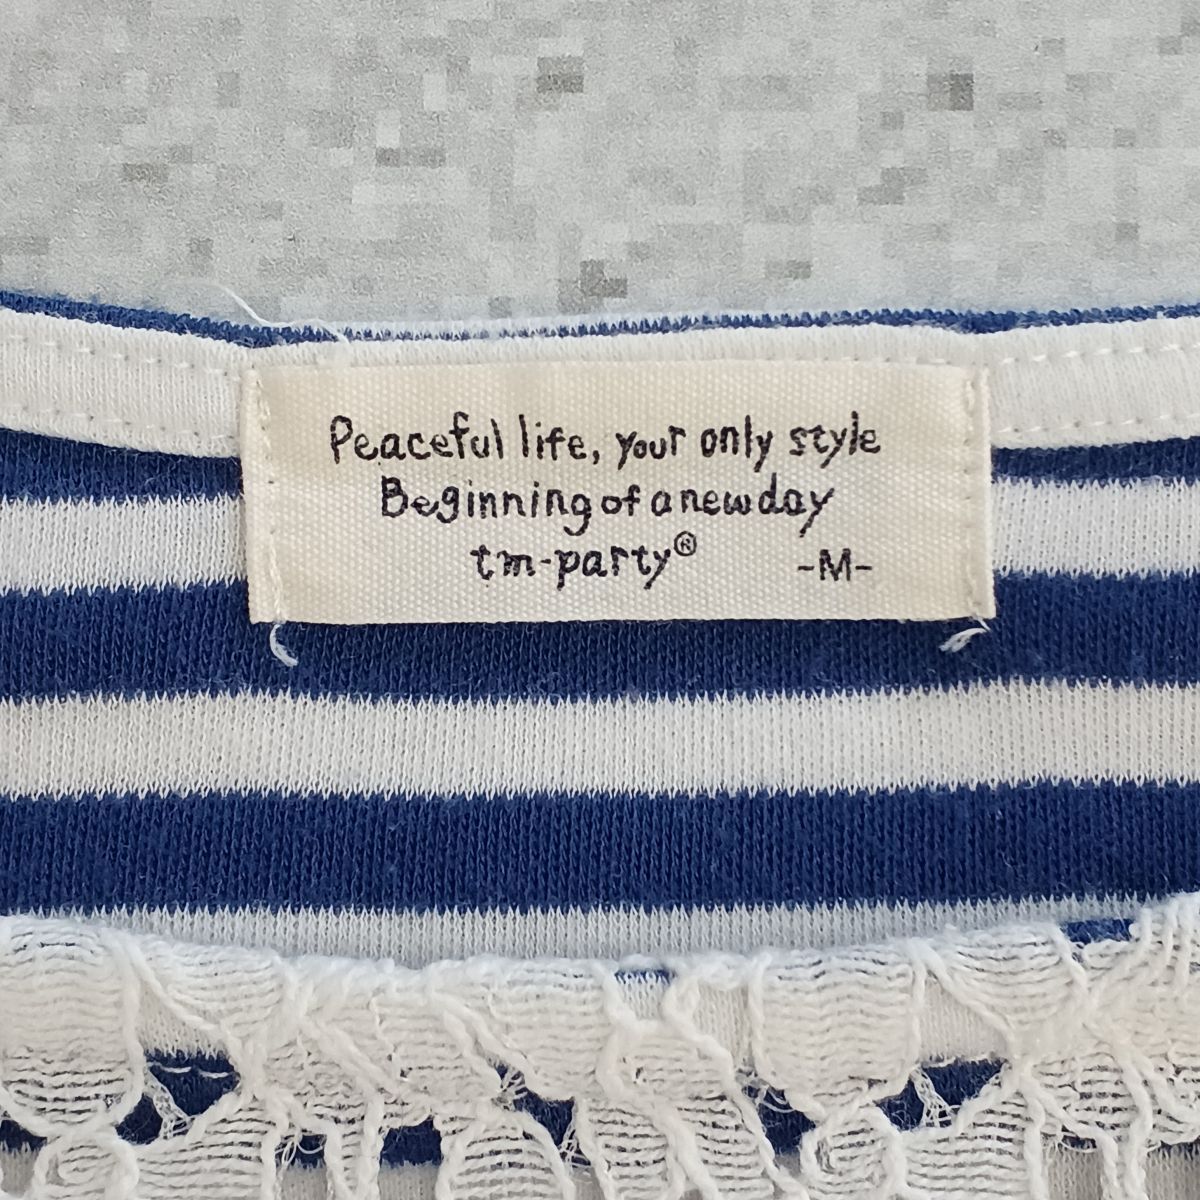 Peaceful life, your only style
Beginning of a new day
tm-party® -M-